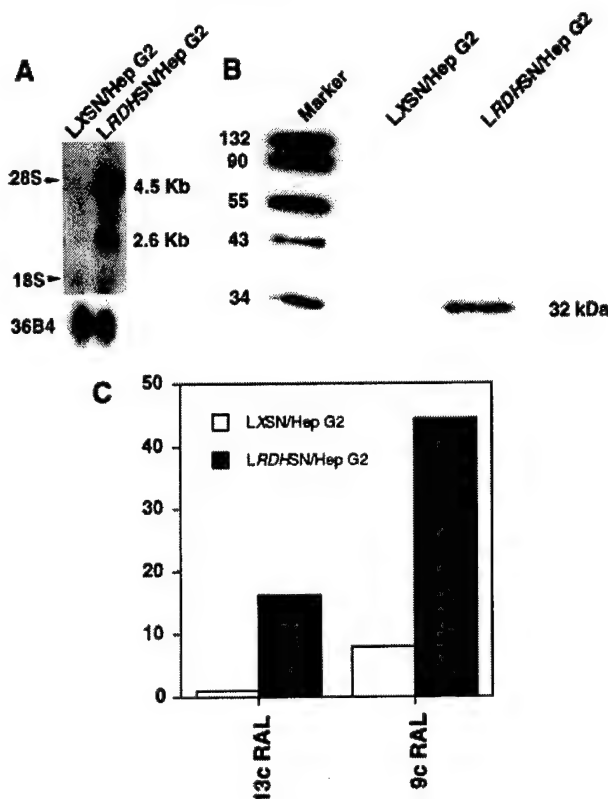 A
LXSN/Hep G2
LRDHSN/Hep G2
28S
4.5 Kb
2.6 Kb
18S
36B4
B
Marker
LXSN/Hep G2
LRDHSN/Hep G2
132
90
55
43
34
32 kDa
C
50
40
30
20
10
0
LXSN/Hep G2
LRDHSN/Hep G2
13c RAL
9c RAL